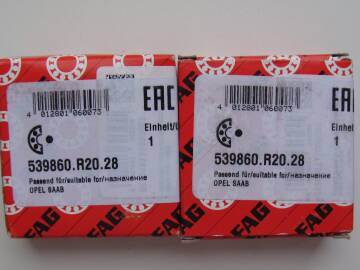 4 012801 060073
EAC
Einheit/U
1
539860.R20.28
Passend für/suitable for/назначение
OPEL SAAB
FAG
FAG
4 012801 060073
Einheit/
1
539860.R20.28
Passend für/suitable for/назначение
OPEL SAAB
FAG
FAG